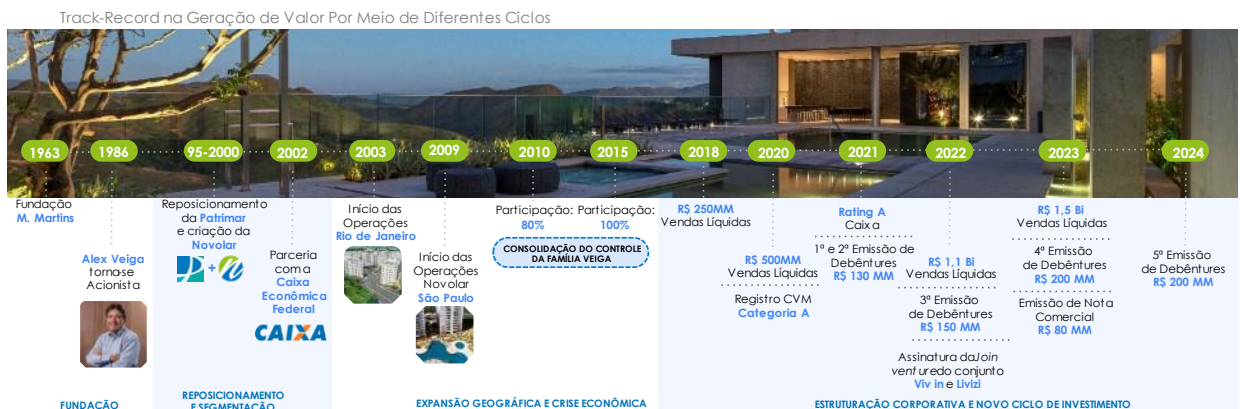 Track-Record na Geração de Valor Por Meio de Diferentes Ciclos
1963
1986
95-2000
2002
2003
2009
2010
2015
2018
2020
2021
2022
2023
2024
Fundação
M. Martins
Alex Veiga
torna-se
Acionista
Reposicionamento
da Patrimar
e criação da
Novolar
+
Parceria
com a
Caixa
Econômica
Federal
CAIXA
Início das
Operações
Rio de Janeiro
Início das
Operações
Novolar
São Paulo
Participação:
80%
Participação:
100%
CONSOLIDAÇÃO DO CONTROLE
DA FAMÍLIA VEIGA
R$ 250MM
Vendas Líquidas
R$ 500MM
Vendas Líquidas
Registro CVM
Categoria A
Rating A
Caixa
1ª e 2ª Emissão de
Debêntures
R$ 130 MM
R$ 1,1 Bi
Vendas Líquidas
3ª Emissão
de Debêntures
R$ 150 MM
Assinatura da Join
venture do conjunto
Viv in e Livizi
R$ 1,5 Bi
Vendas Líquidas
4ª Emissão
de Debêntures
R$ 200 MM
Emissão de Nota
Comercial
R$ 80 MM
5ª Emissão
de Debêntures
R$ 200 MM
FUNDAÇÃO
REPOSICIONAMENTO
E SEGMENTAÇÃO
EXPANSÃO GEOGRÁFICA E CRISE ECONÔMICA
ESTRUTURAÇÃO CORPORATIVA E NOVO CICLO DE INVESTIMENTO